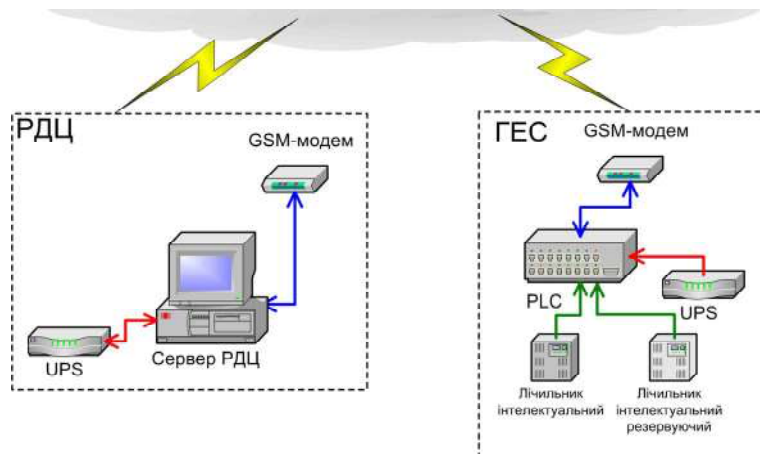 РДЦ
GSM-модем
UPS
Сервер РДЦ
ГЕС
GSM-модем
PLC
UPS
Лічильник
інтелектуальний
Лічильник
інтелектуальний
резервуючий